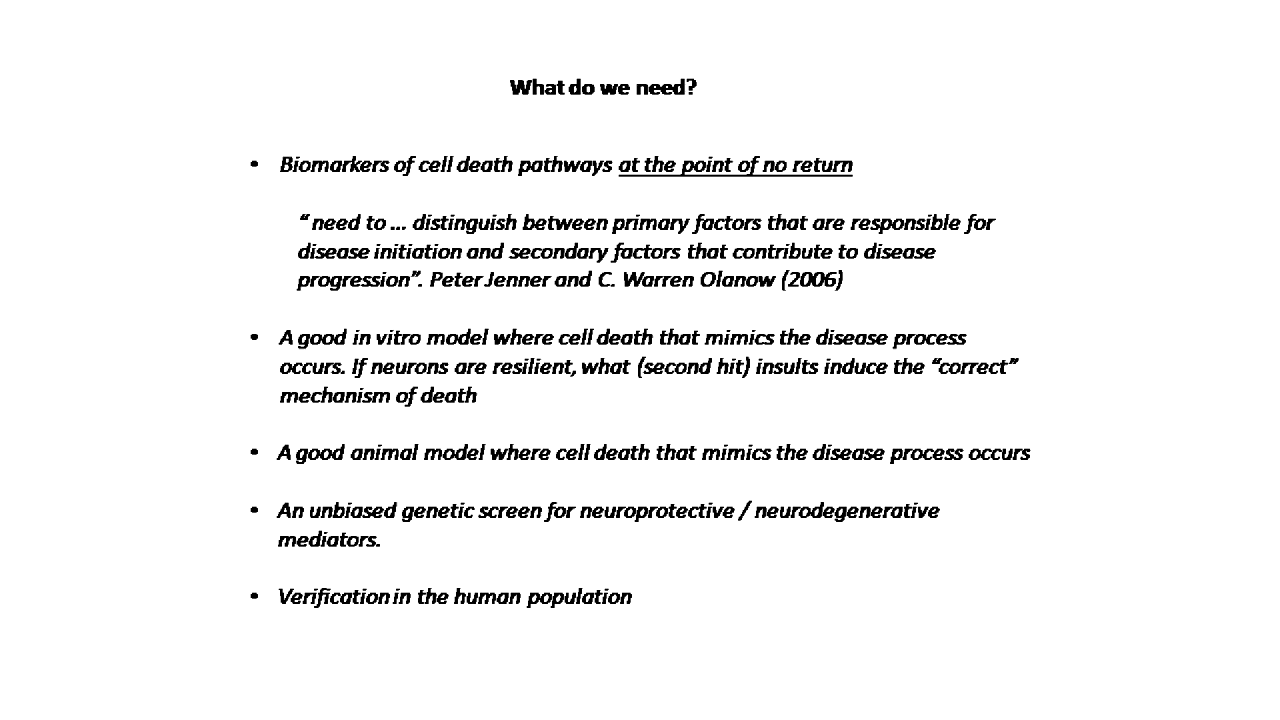 What do we need?
• Biomarkers of cell death pathways at the point of no return
“ need to ... distinguish between primary factors that are responsible for
disease initiation and secondary factors that contribute to disease
progression”. Peter Jenner and C. Warren Olanow (2006)
• A good in vitro model where cell death that mimics the disease process
occurs. If neurons are resilient, what (second hit) insults induce the “correct”
mechanism of death
• A good animal model where cell death that mimics the disease process occurs
• An unbiased genetic screen for neuroprotective / neurodegenerative
mediators.
• Verification in the human population